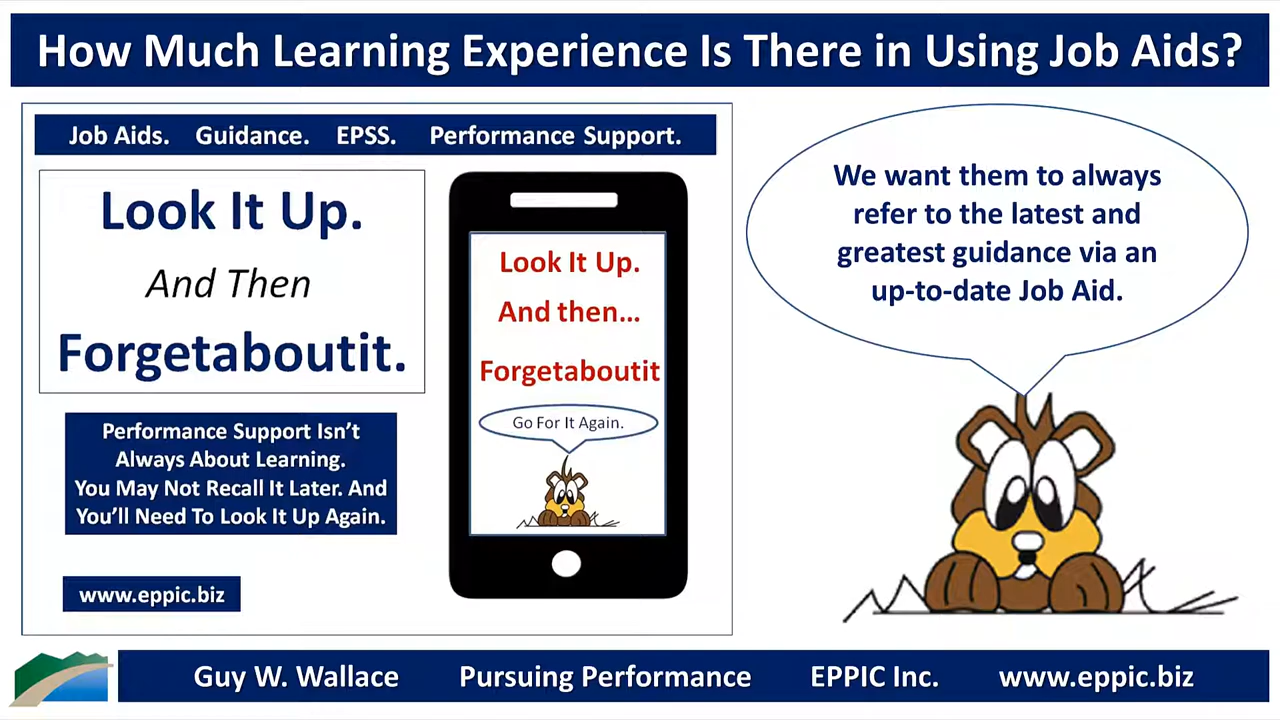 How Much Learning Experience Is There in Using Job Aids?
Job Aids. Guidance. EPSS. Performance Support.
Look It Up.
And Then
Forgetaboutit.
Performance Support Isn't
Always About Learning.
You May Not Recall It Later. And
You'll Need To Look It Up Again.
www.eppic.biz
Look It Up.
And then...
Forgetaboutit
Go For It Again.
We want them to always
refer to the latest and
greatest guidance via an
up-to-date Job Aid.
Guy W. Wallace Pursuing Performance EPPIC Inc. www.eppic.biz